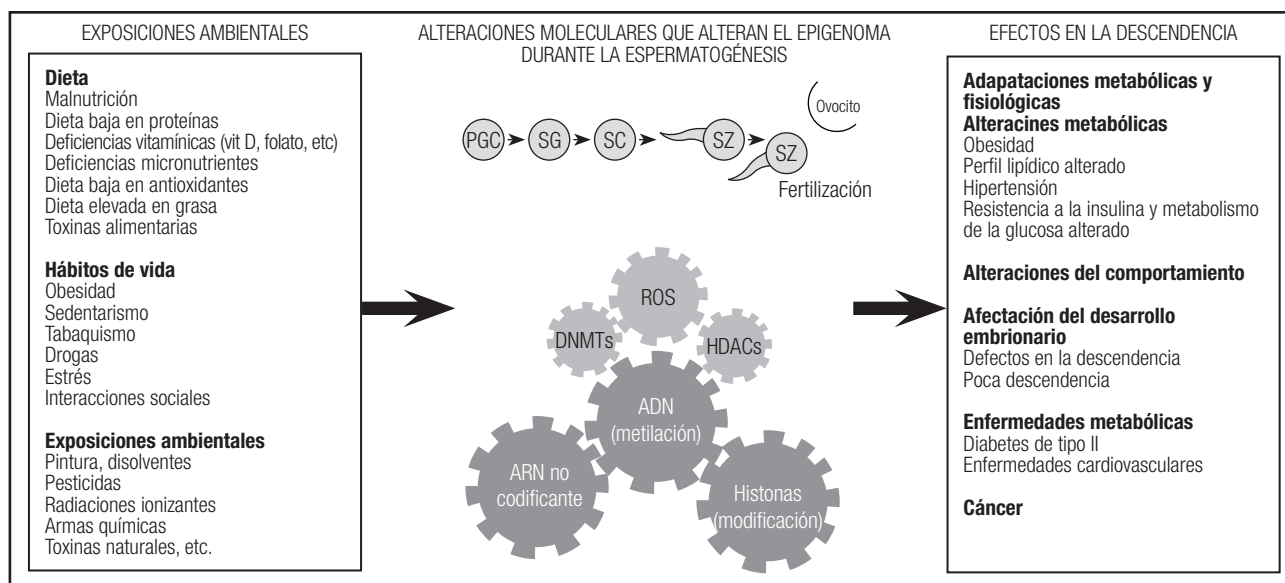 EXPOSICIONES AMBIENTALES
Dieta
Malnutrición
Dieta baja en proteínas
Deficiencias vitamínicas (vit D, folato, etc)
Deficiencias micronutrientes
Dieta baja en antioxidantes
Dieta elevada en grasa
Toxinas alimentarias
Hábitos de vida
Obesidad
Sedentarismo
Tabaquismo
Drogas
Estrés
Interacciones sociales
Exposiciones ambientales
Pintura, disolventes
Pesticidas
Radiaciones ionizantes
Armas químicas
Toxinas naturales, etc.
ALTERACIONES MOLECULARES QUE ALTERAN EL EPIGENOMA
DURANTE LA ESPERMATOGÉNESIS
Ovocito
PGC
SG
SC
SZ
SZ
Fertilización
ROS
DNMTs
HDACs
ADN
(metilación)
ARN no
codificante
Histonas
(modificación)
EFECTOS EN LA DESCENDENCIA
Adapataciones metabólicas y
fisiológicas
Alteracines metabólicas
Obesidad
Perfil lipídico alterado
Hipertensión
Resistencia a la insulina y metabolismo
de la glucosa alterado
Alteraciones del comportamiento
Afectación del desarrollo
embrionario
Defectos en la descendencia
Poca descendencia
Enfermedades metabólicas
Diabetes de tipo II
Enfermedades cardiovasculares
Cáncer